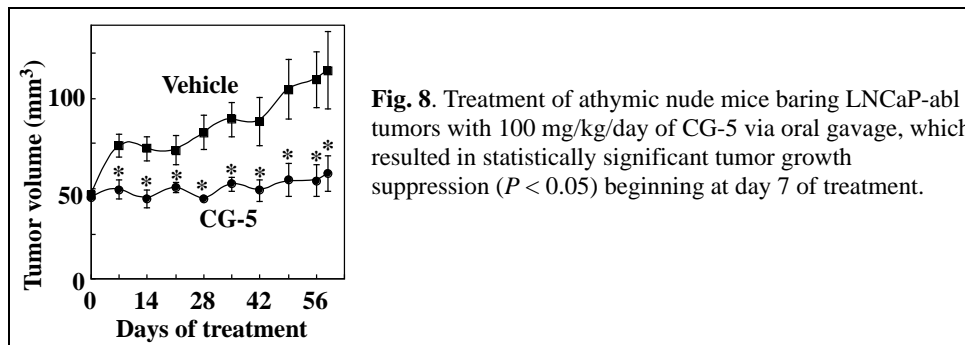 Tumor volume (mm³)
100
50
0
Vehicle
* * * * * * * * *
CG-5
0 14 28 42 56
Days of treatment
Fig. 8. Treatment of athymic nude mice baring LNCaP-abl
tumors with 100 mg/kg/day of CG-5 via oral gavage, which
resulted in statistically significant tumor growth
suppression (P < 0.05) beginning at day 7 of treatment.